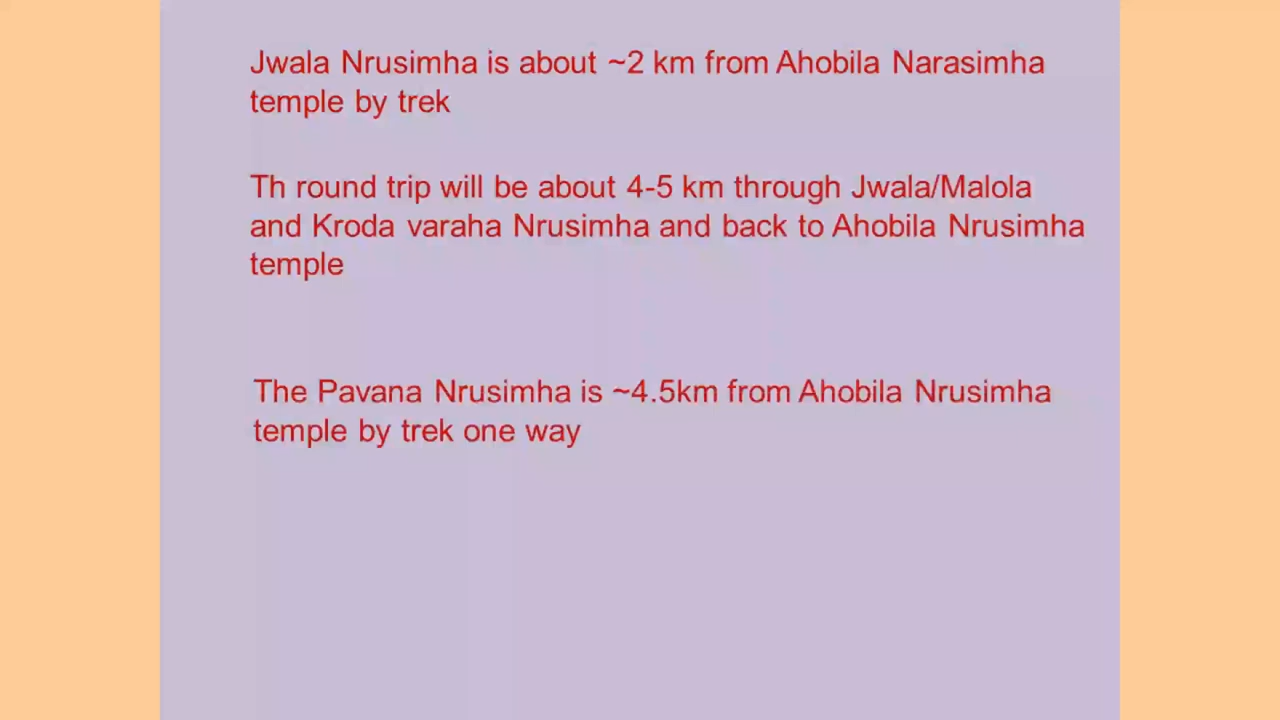 Jwala Nrusimha is about ~2 km from Ahobila Narasimha
temple by trek
Th round trip will be about 4-5 km through Jwala/Malola
and Kroda varaha Nrusimha and back to Ahobila Nrusimha
temple
The Pavana Nrusimha is ~4.5km from Ahobila Nrusimha
temple by trek one way